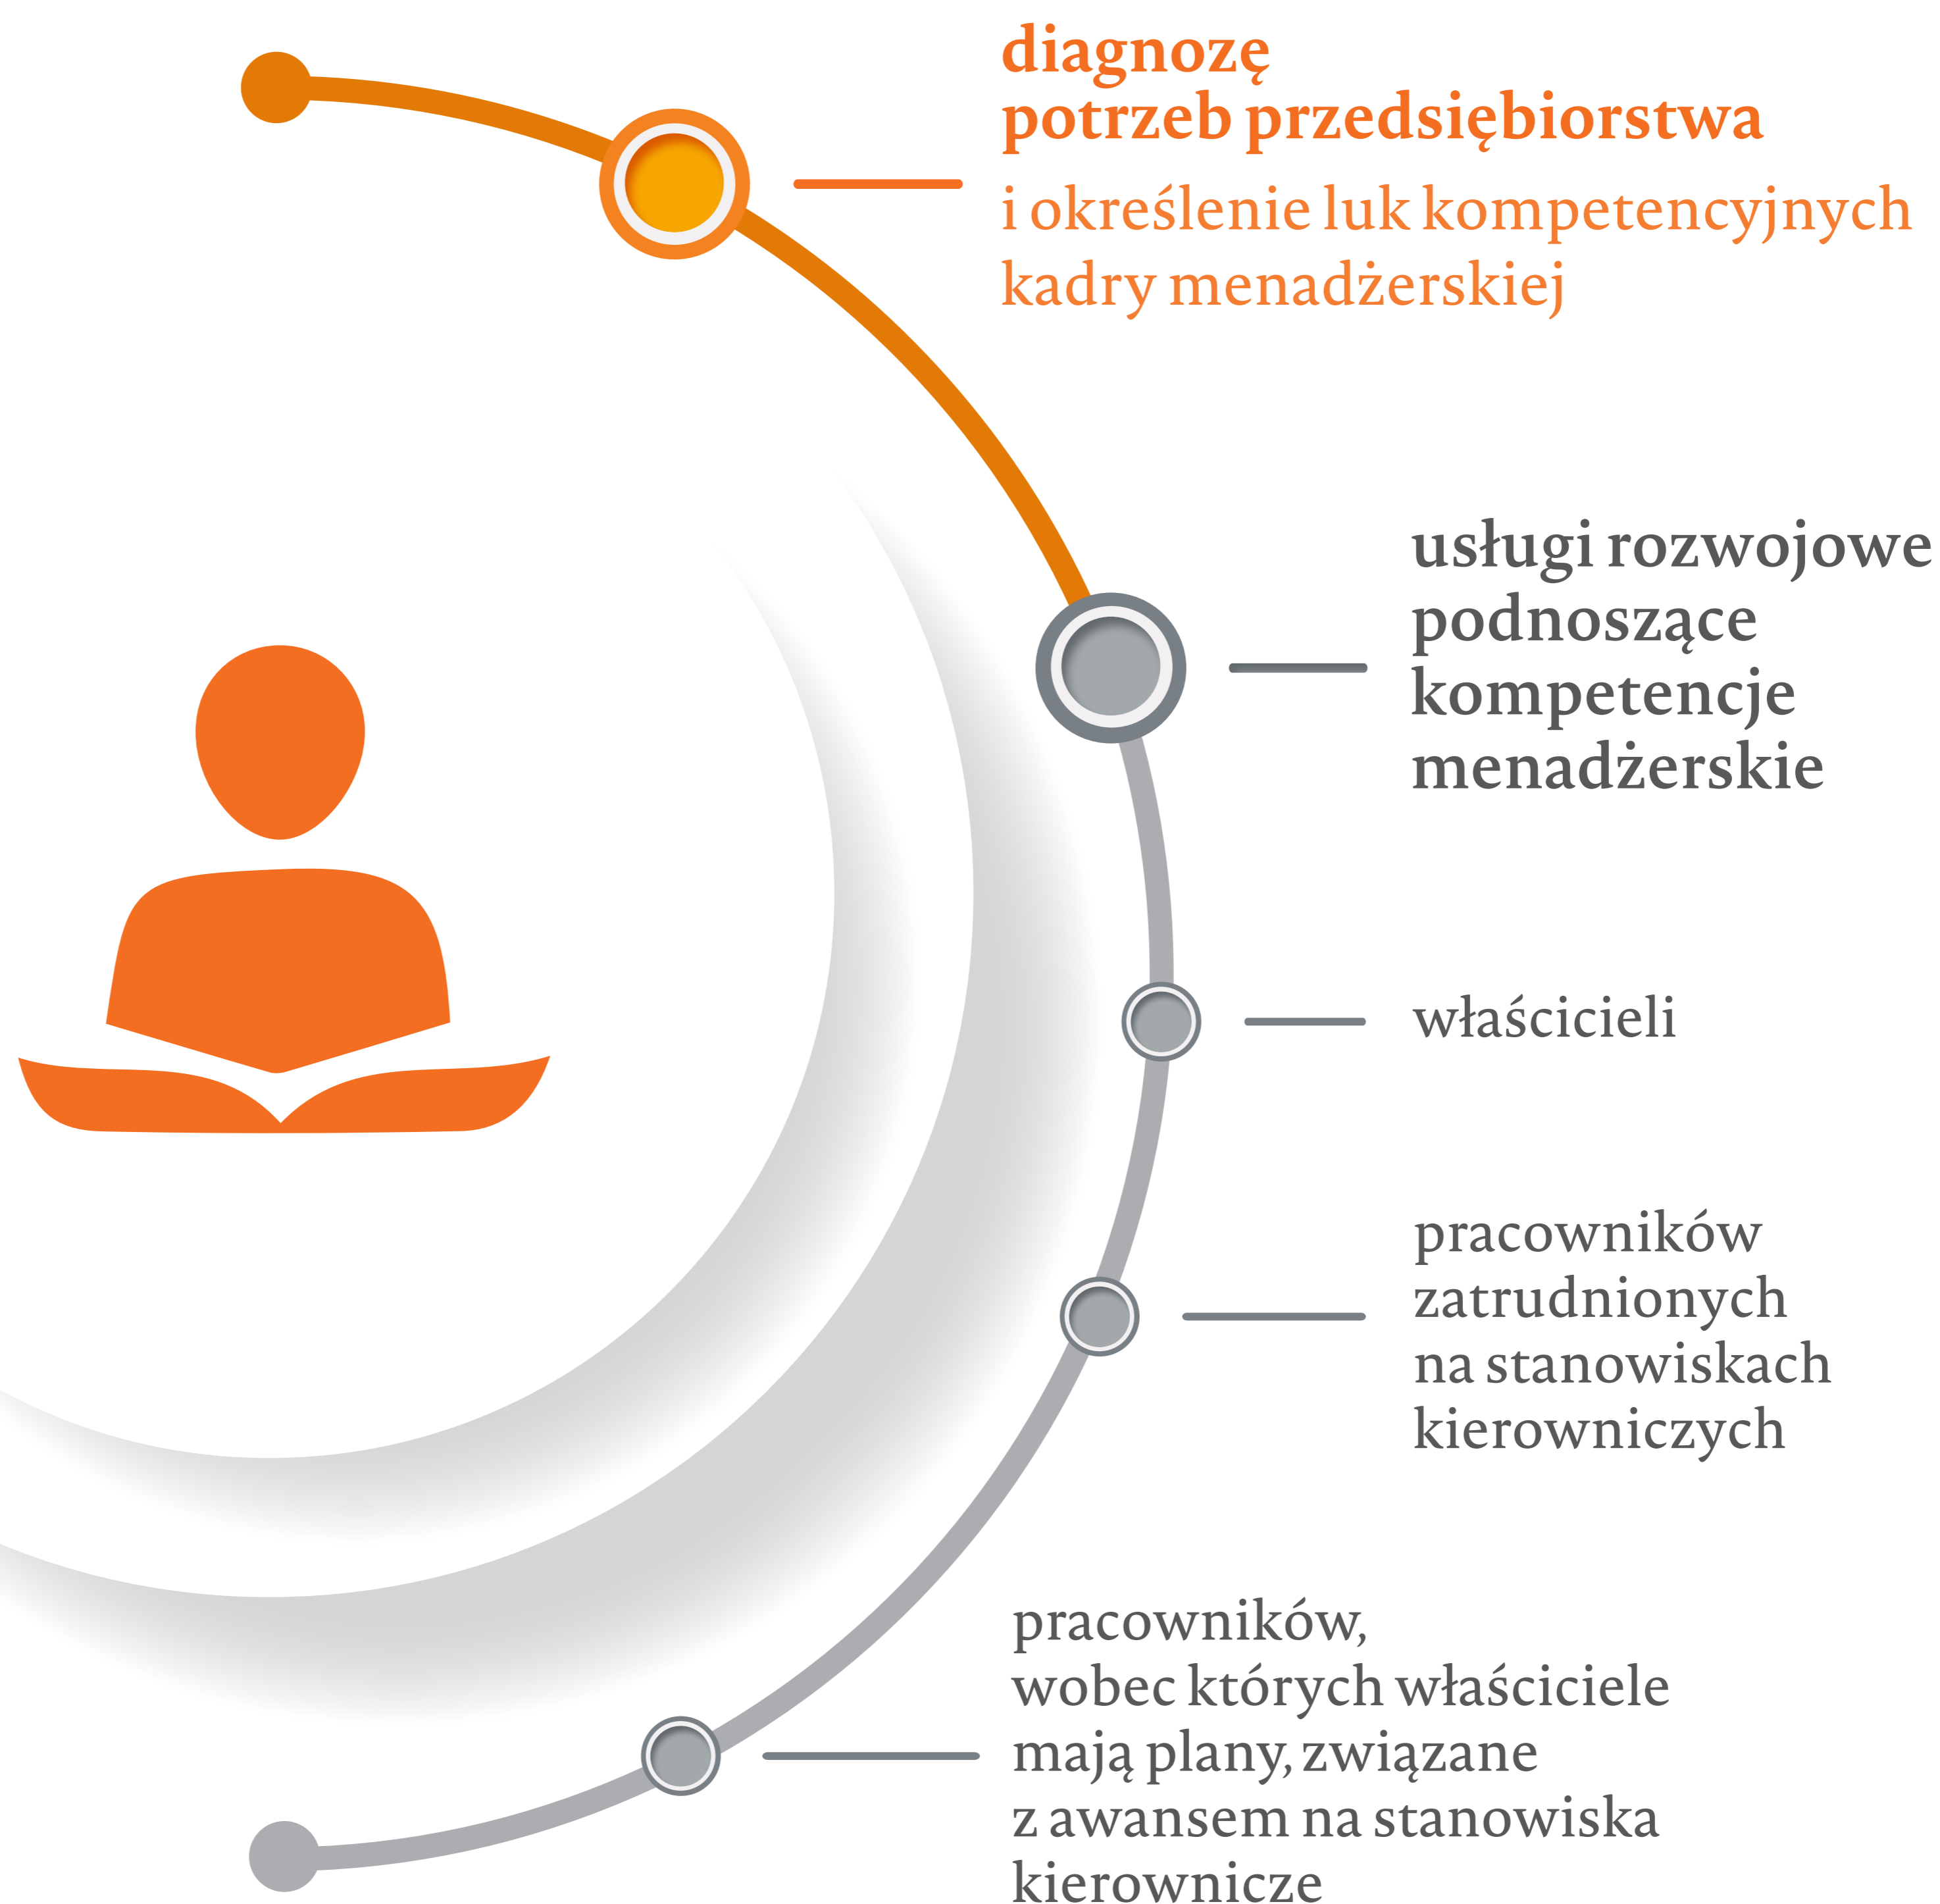 diagnozę
potrzeb przedsiębiorstwa
i określenie luk kompetencyjnych
kadry menadżerskiej
usługi rozwojowe
podnoszące
kompetencje
menadżerskie
właścicieli
pracowników
zatrudnionych
na stanowiskach
kierowniczych
pracowników,
wobec których właściciele
mają plany, związane
z awansem na stanowiska
kierownicze